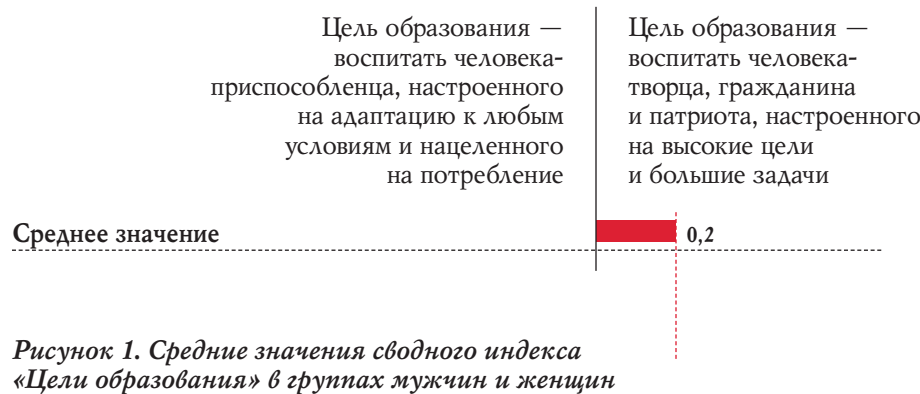 Цель образования —
воспитать человека-
приспособленца, настроенного
на адаптацию к любым
условиям и нацеленного
на потребление
Цель образования —
воспитать человека-
творца, гражданина
и патриота, настроенного
на высокие цели
и большие задачи
Среднее значение
0,2
Рисунок 1. Средние значения сводного индекса
«Цели образования» в группах мужчин и женщин